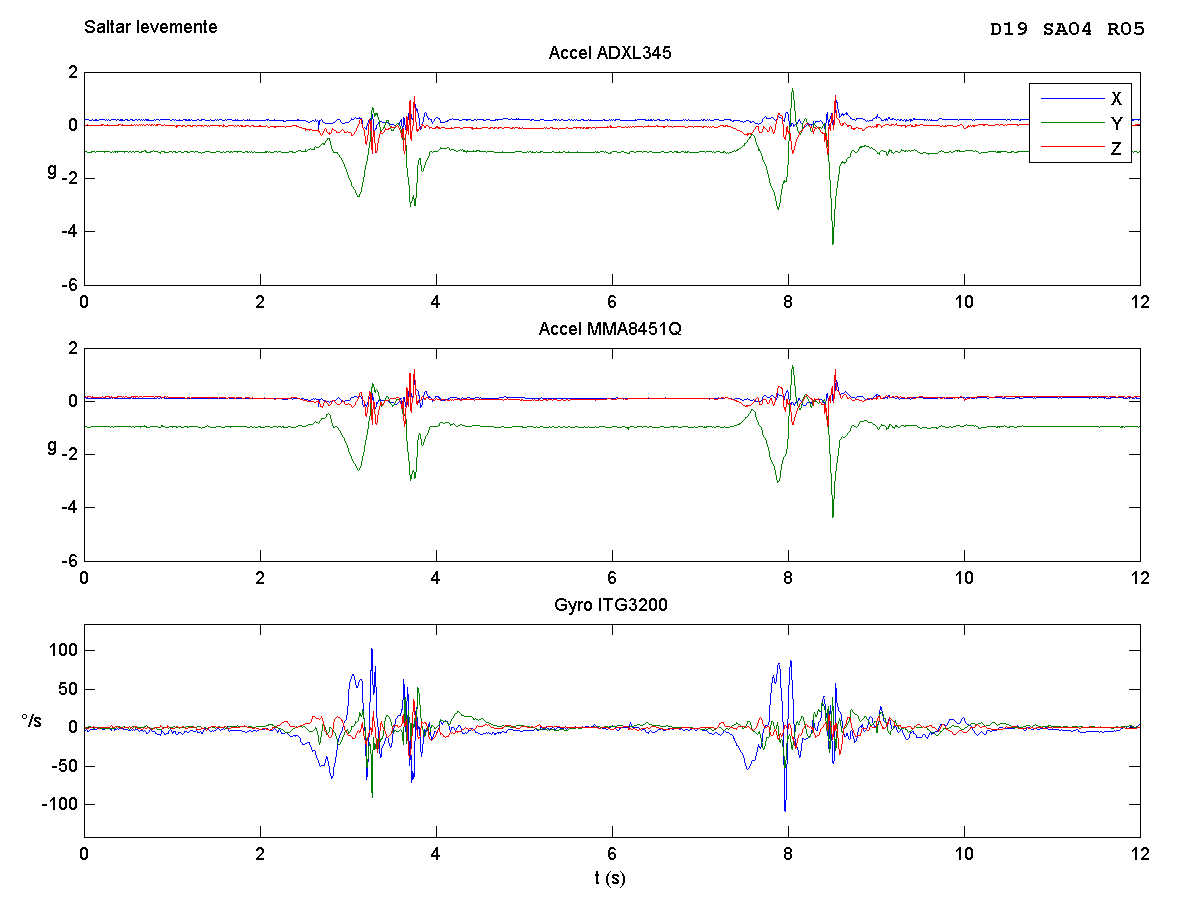 Saltar levemente
D19 SA04 R05
Accel ADXL345
2
0
-2
-4
-6
g
X
Y
Z
0 2 4 6 8 10 12
Accel MMA8451Q
2
0
-2
-4
-6
g
0 2 4 6 8 10 12
Gyro ITG3200
100
50
0
-50
-100
°/s
0 2 4 6 8 10 12
t (s)